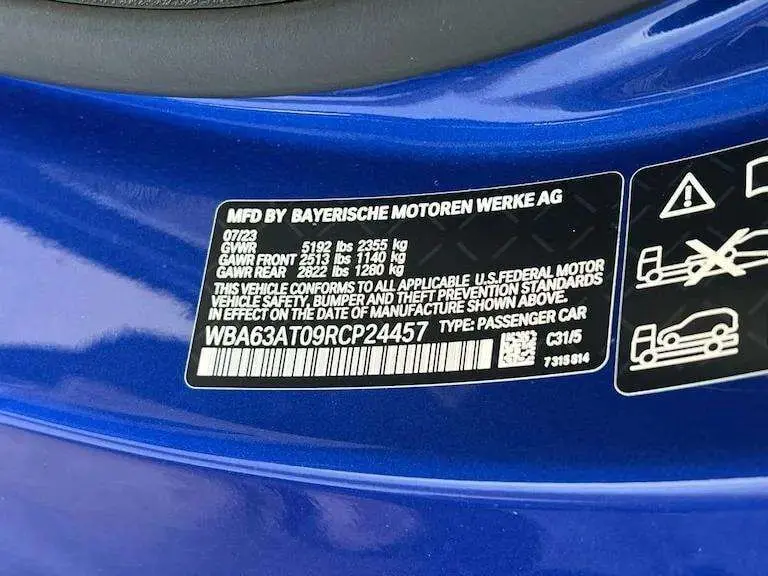 MFD BY BAYERISCHE MOTOREN WERKE AG
07/23
GVWR 5192 lbs 2355 kg
GAWR FRONT 2513 lbs 1140 kg
GAWR REAR 2822 lbs 1280 kg
THIS VEHICLE CONFORMS TO ALL APPLICABLE U.S.FEDERAL MOTOR
VEHICLE SAFETY, BUMPER, AND THEFT PREVENTION STANDARDS
IN EFFECT ON THE DATE OF MANUFACTURE SHOWN ABOVE.
WBA63AT09RCP24457 TYPE: PASSENGER CAR
C31/5
7315814